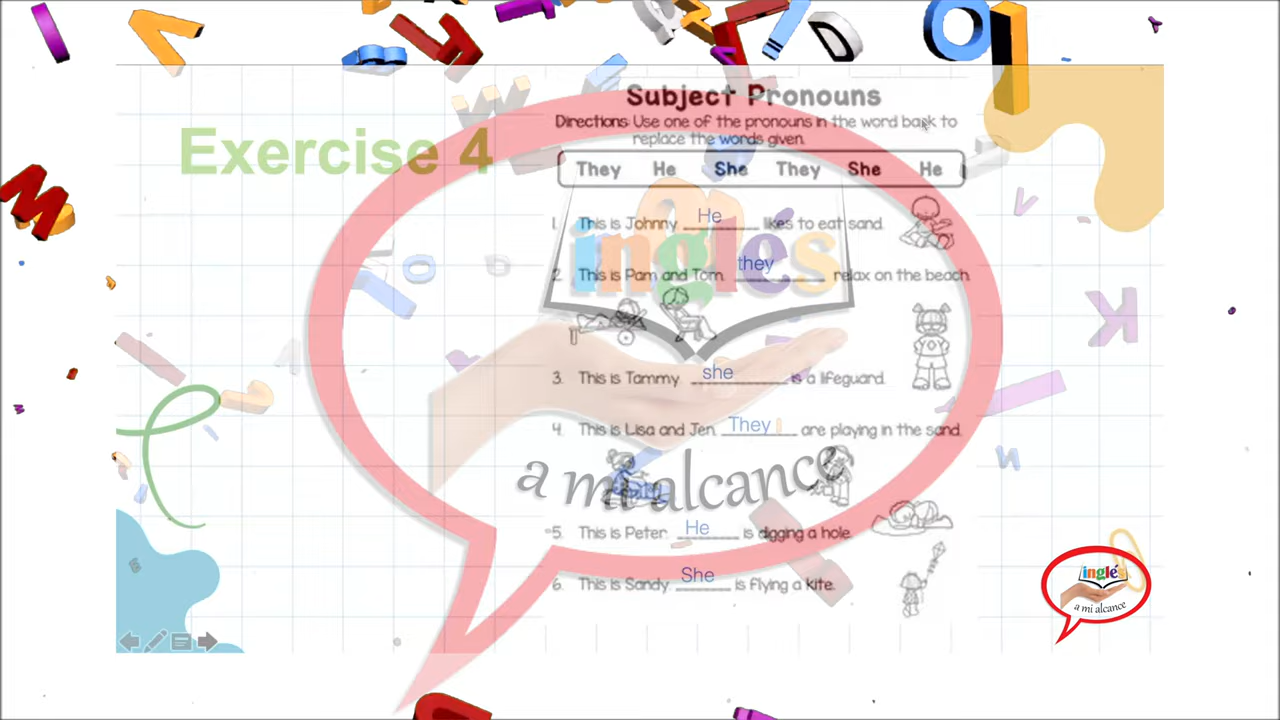 Exercise 4
Subject Pronouns
Directions: Use one of the pronouns in the word bank to
replace the words given.
They He She They She He
1. This is Johnny. He likes to eat sand.
2. This is Pam and Tom. they relax on the beach.
3. This is Tammy. she is a lifeguard.
4. This is Lisa and Jen. They are playing in the sand.
5. This is Peter. He is digging a hole.
6. This is Sandy. She is flying a kite.
inglés
a mi alcance
inglés
a mi alcance